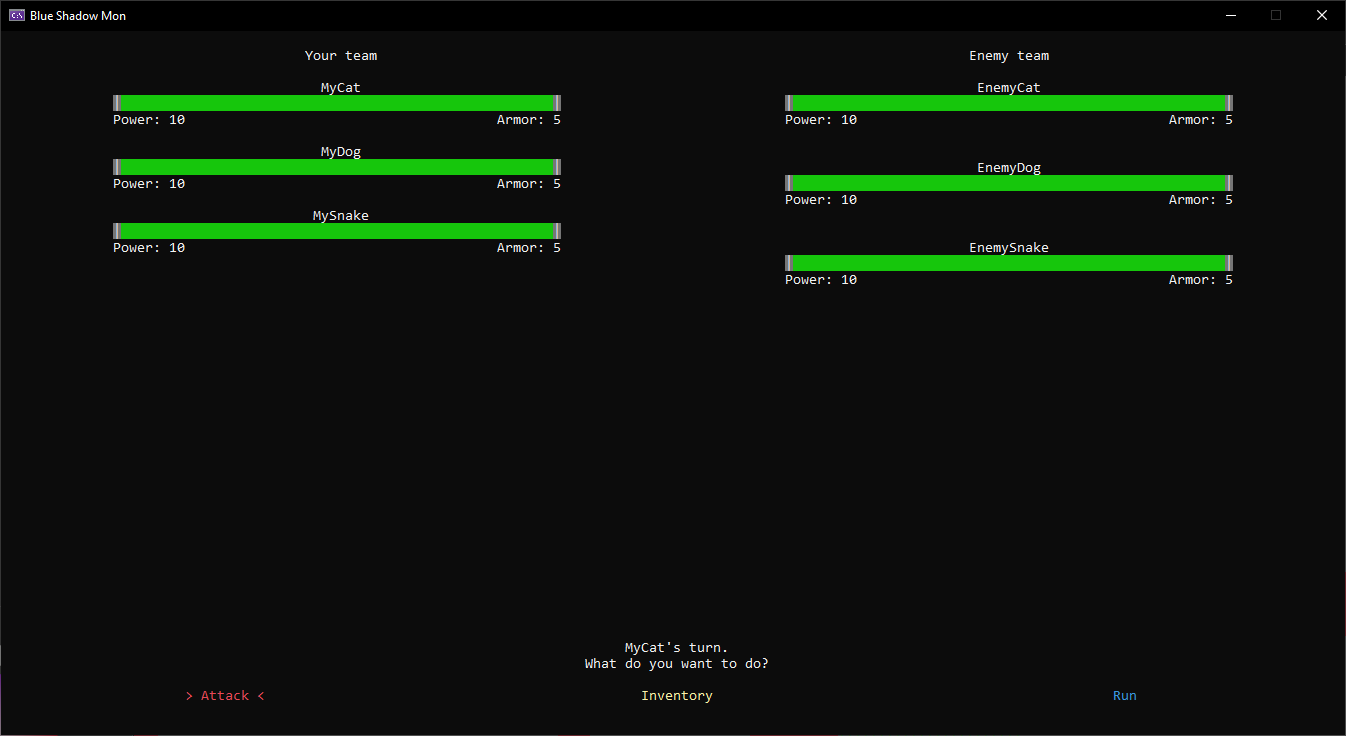 Blue Shadow Mon
Your team
MyCat
Power: 10 Armor: 5
MyDog
Power: 10 Armor: 5
MySnake
Power: 10 Armor: 5
Enemy team
EnemyCat
Power: 10 Armor: 5
EnemyDog
Power: 10 Armor: 5
EnemySnake
Power: 10 Armor: 5
MyCat's turn.
What do you want to do?
> Attack < Inventory Run